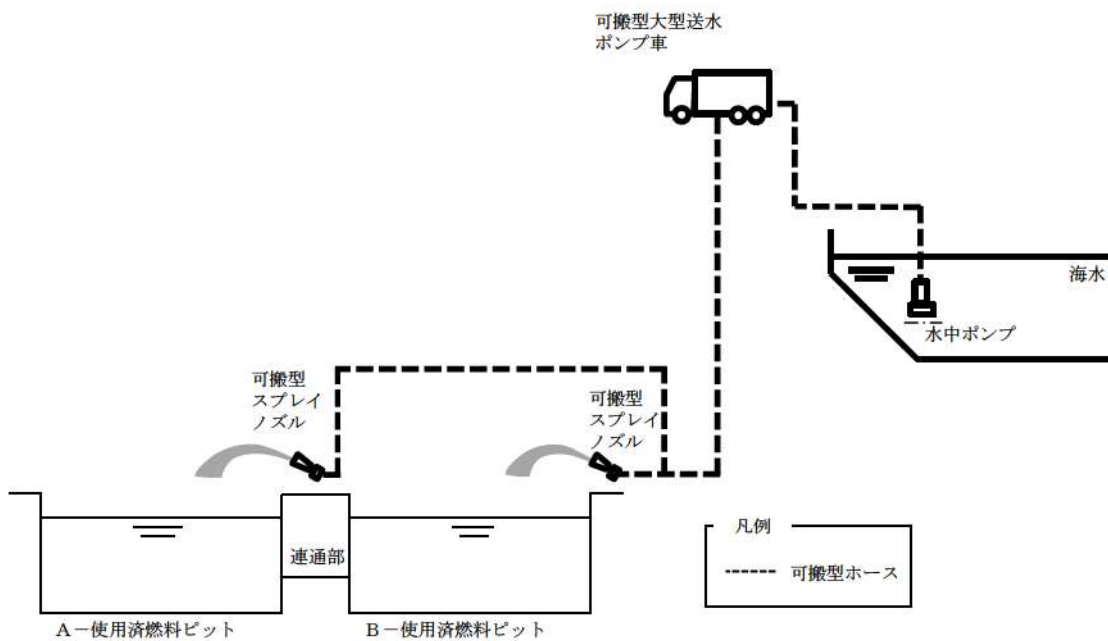 可搬型大型送水
ポンプ車
海水
水中ポンプ
可搬型
スプレイ
ノズル
可搬型
スプレイ
ノズル
連通部
凡例
可搬型ホース
A－使用済燃料ピット
B－使用済燃料ピット